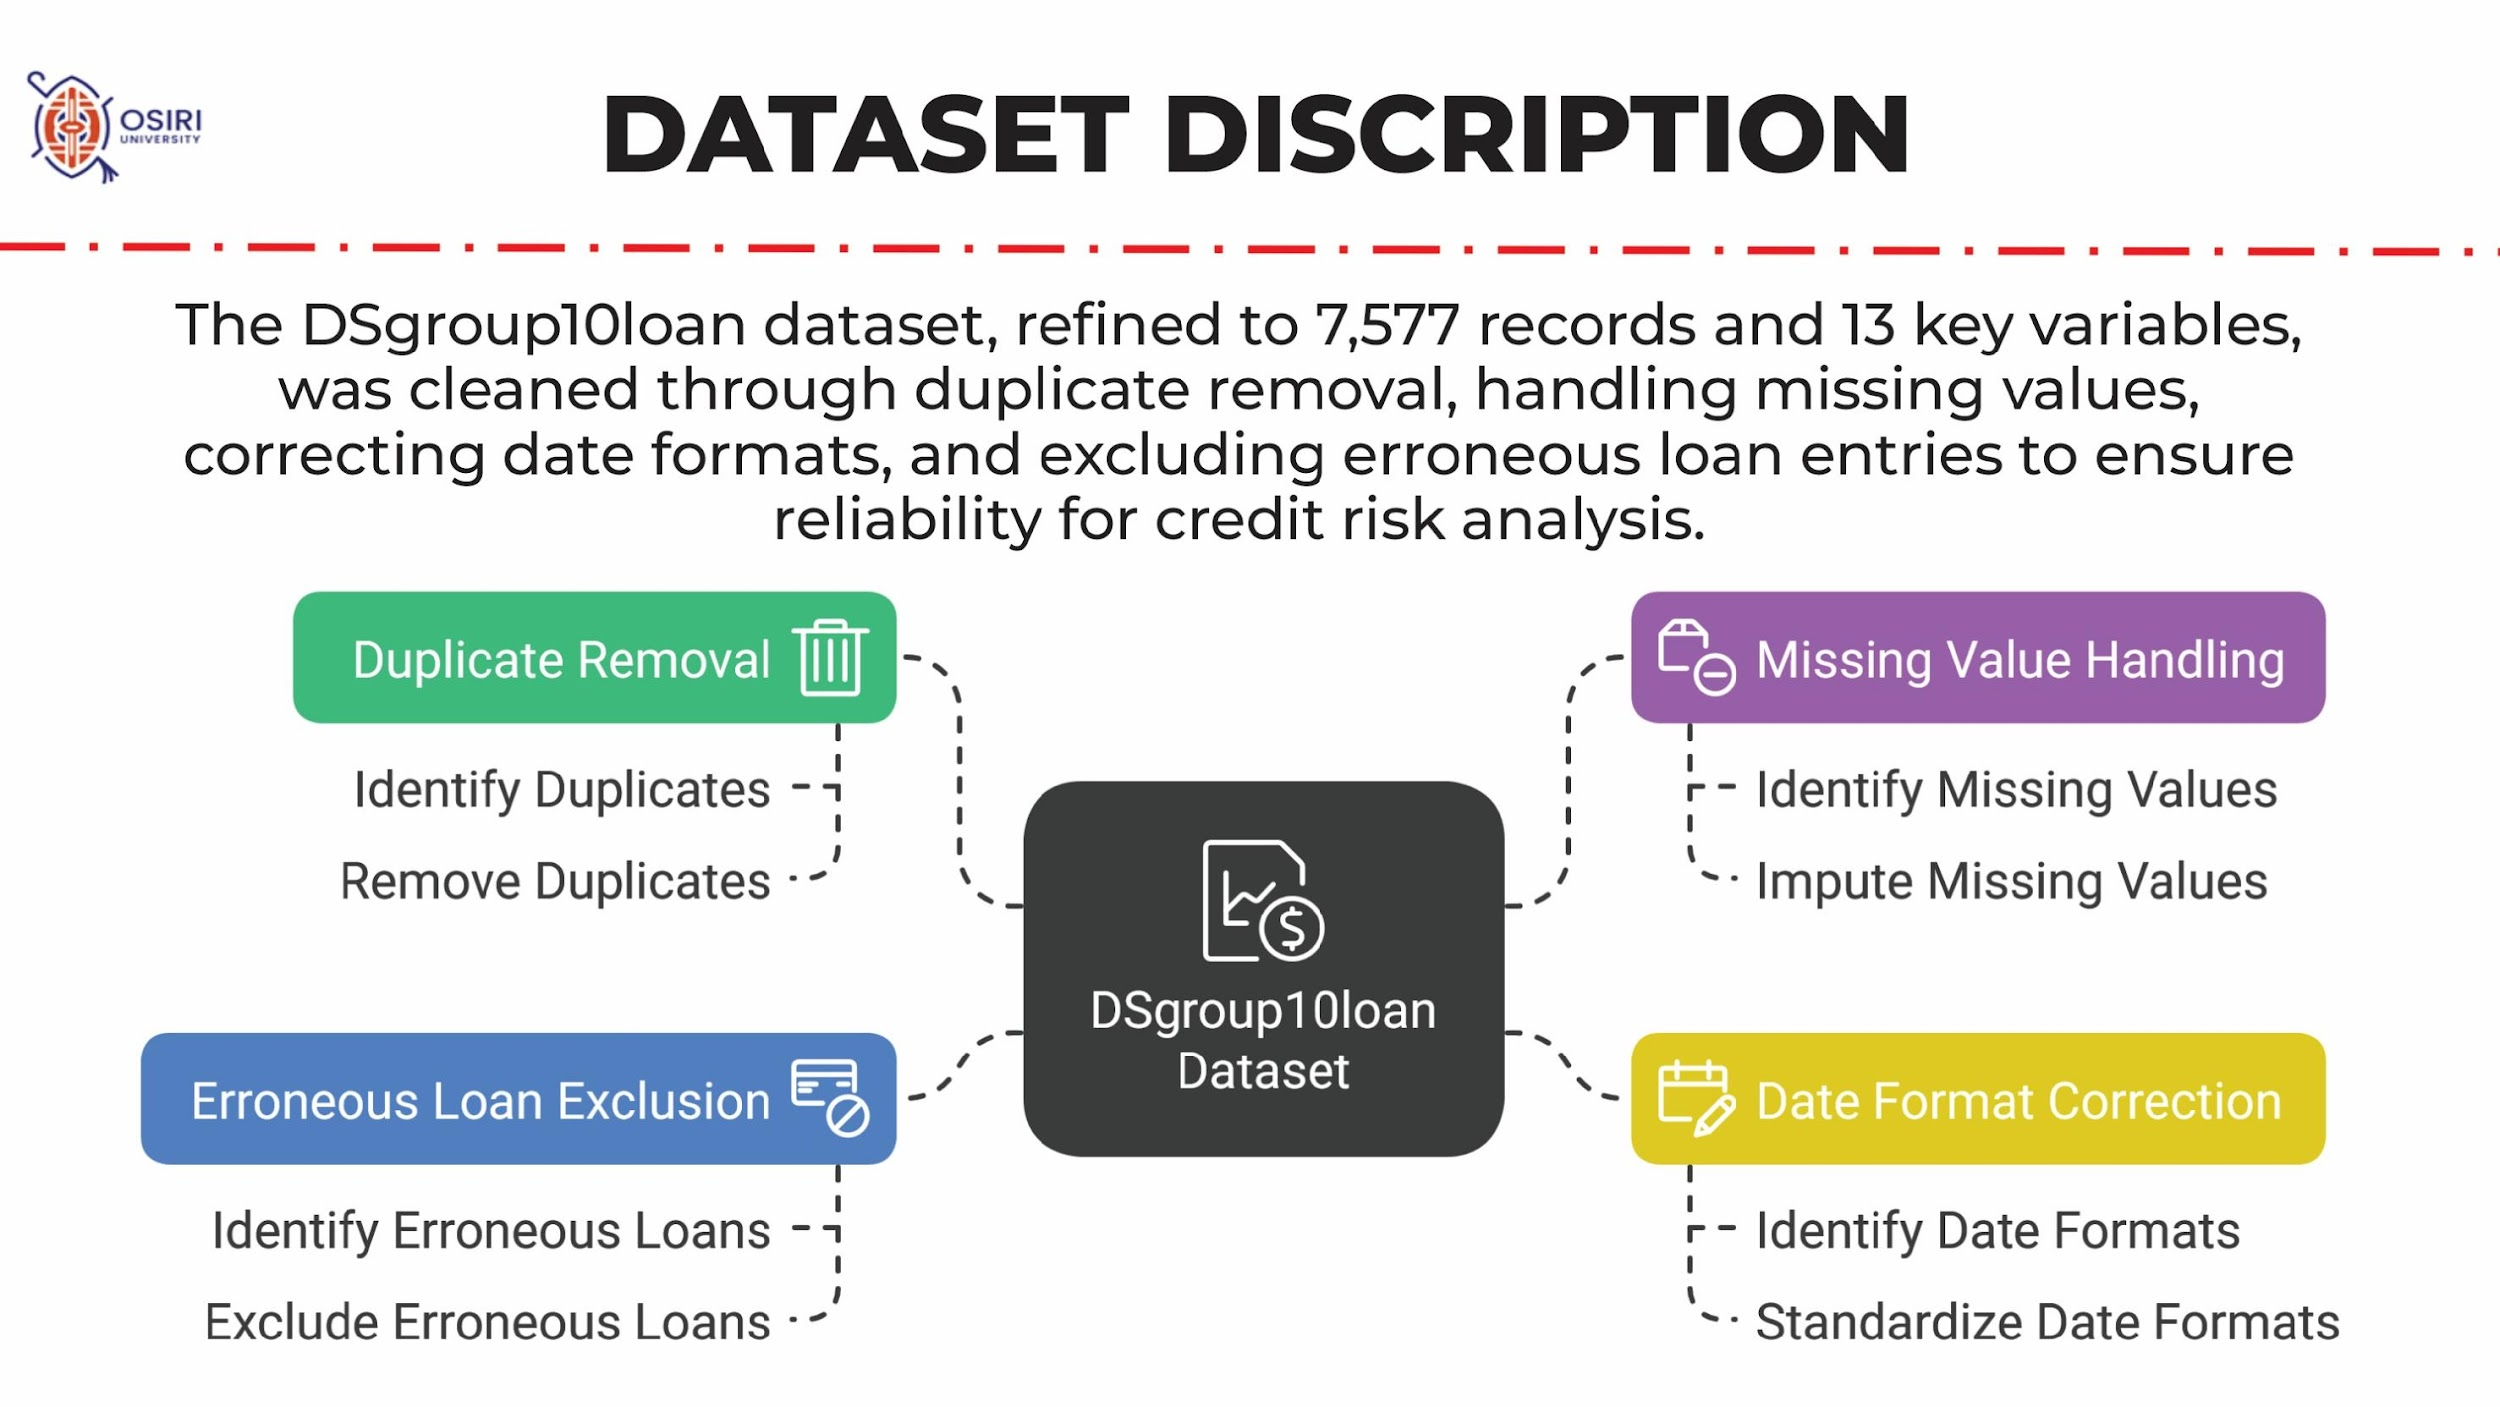 OSIRI
UNIVERSITY
DATASET DISCRIPTION
The DSgroup10loan dataset, refined to 7,577 records and 13 key variables,
was cleaned through duplicate removal, handling missing values,
correcting date formats, and excluding erroneous loan entries to ensure
reliability for credit risk analysis.
Duplicate Removal
Identify Duplicates
Remove Duplicates
Missing Value Handling
Identify Missing Values
Impute Missing Values
$
DSgroup10loan
Dataset
Erroneous Loan Exclusion
Identify Erroneous Loans
Exclude Erroneous Loans
Date Format Correction
Identify Date Formats
Standardize Date Formats